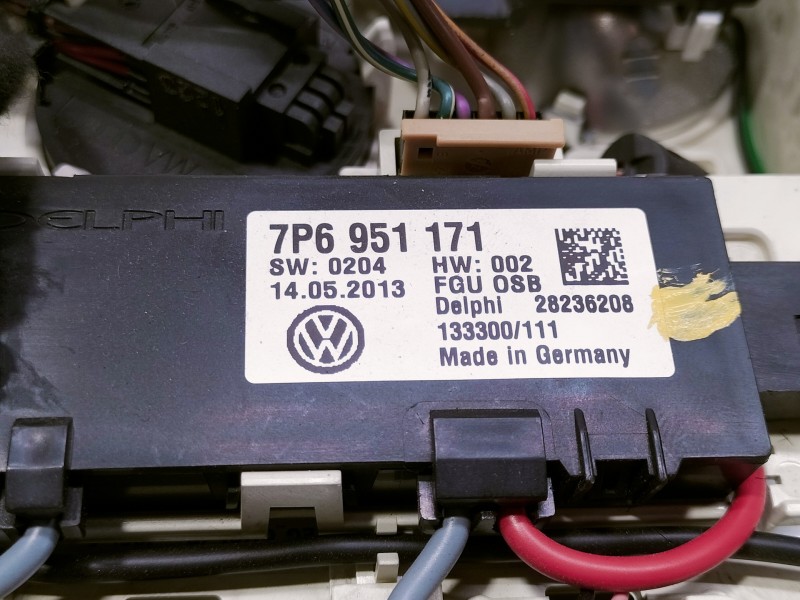 DELPHI
7P6 951 171
SW: 0204 HW: 002
14.05.2013 FGU OSB
Delphi 28236208
133300/111
Made in Germany